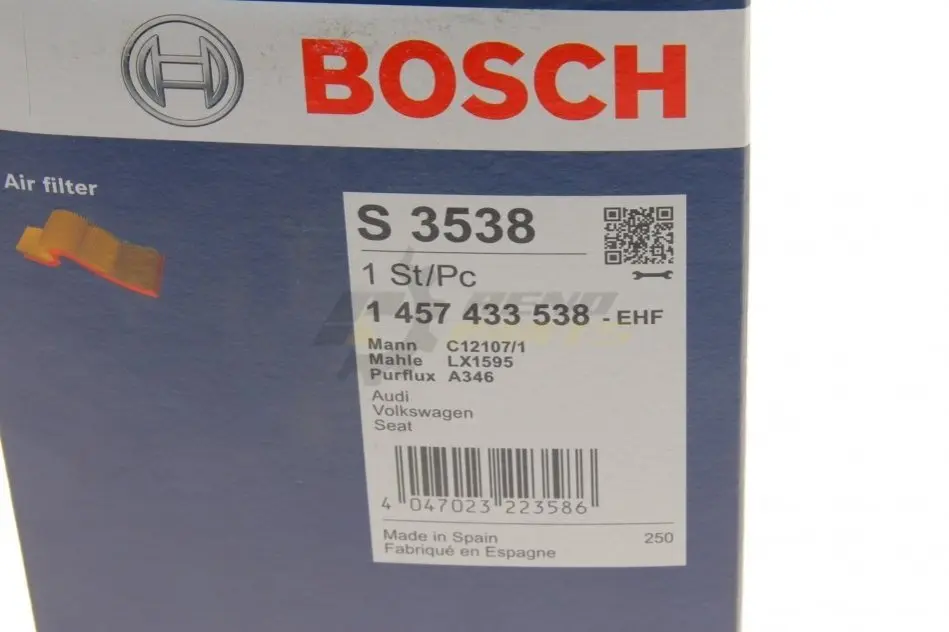 BOSCH
Air filter
S 3538
1 St/Pc
1 457 433 538 - EHF
Mann C12107/1
Mahle LX1595
Purflux A346
Audi
Volkswagen
Seat
4 047023 223586
Made in Spain 250
Fabriqué en Espagne